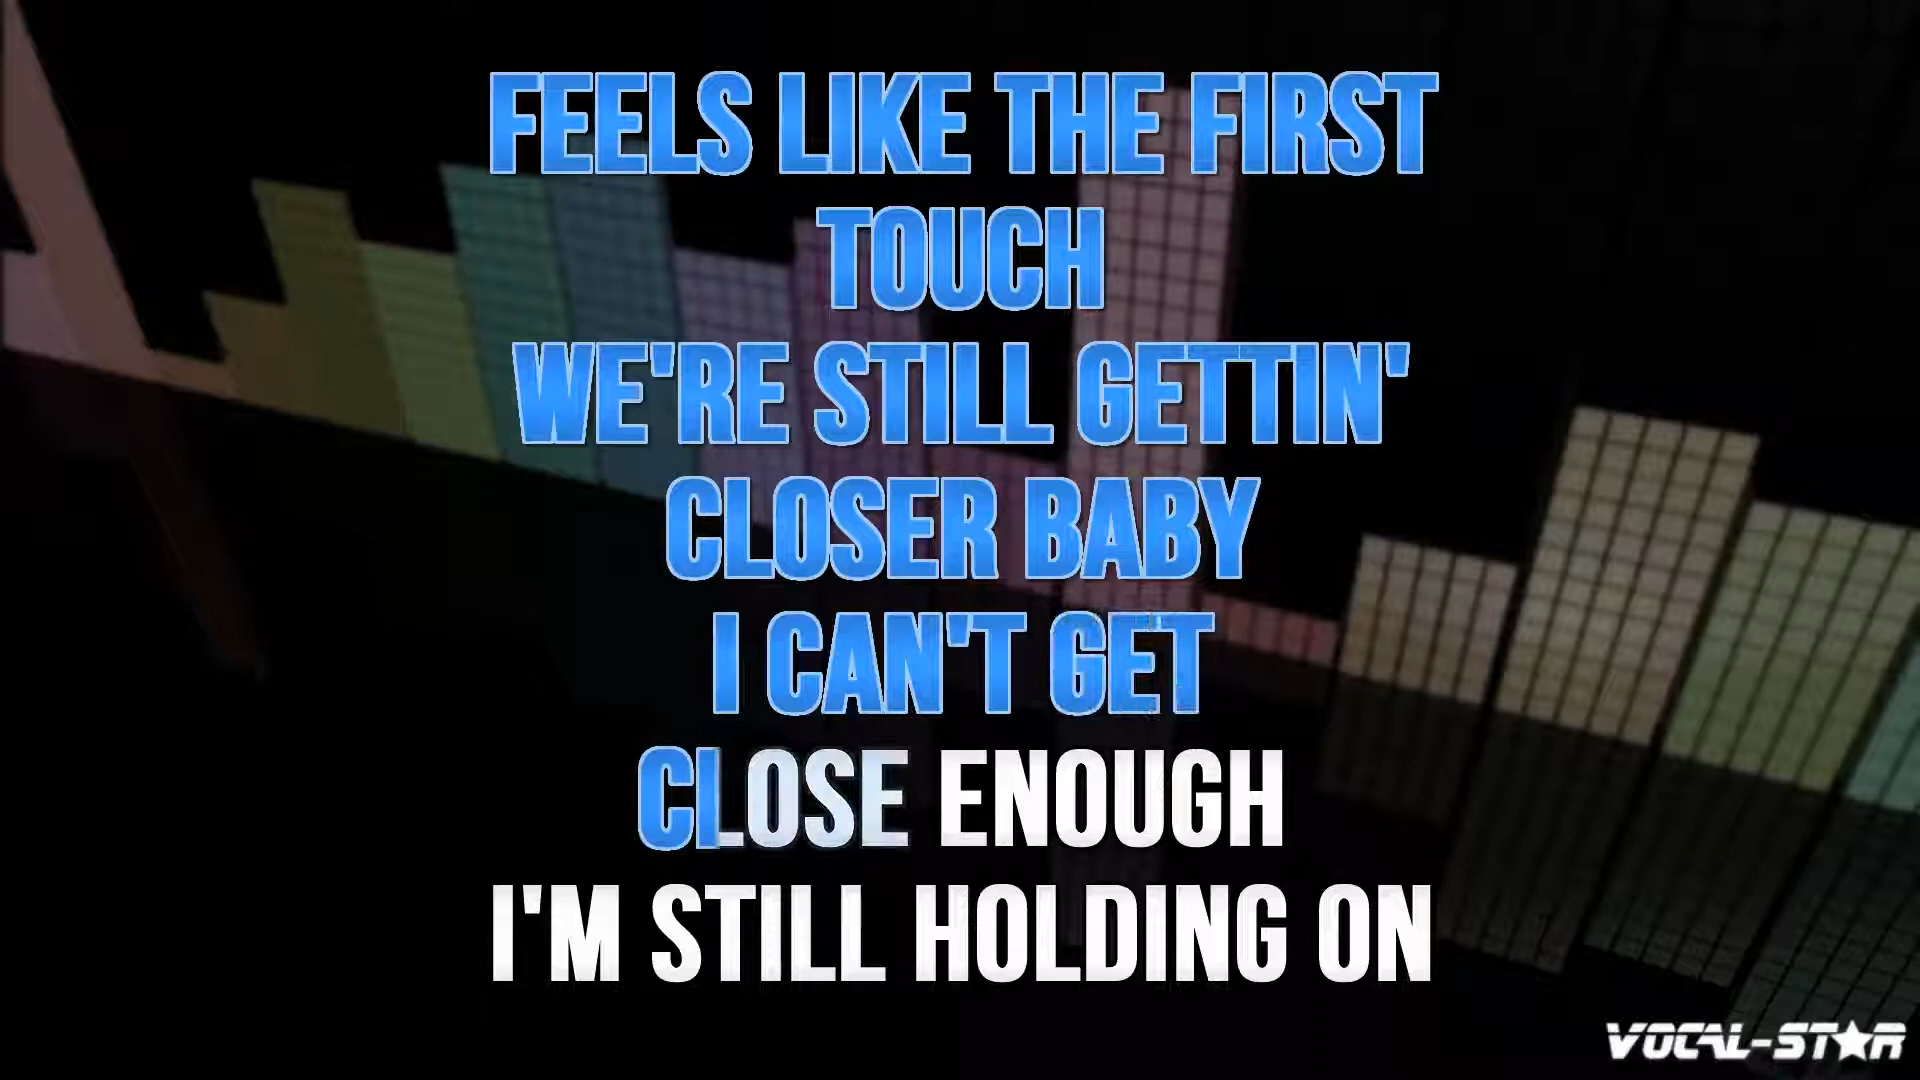 FEELS LIKE THE FIRST
TOUCH
WE'RE STILL GETTIN'
CLOSER BABY
I CAN'T GET
CLOSE ENOUGH
I'M STILL HOLDING ON
VOCAL-STAR